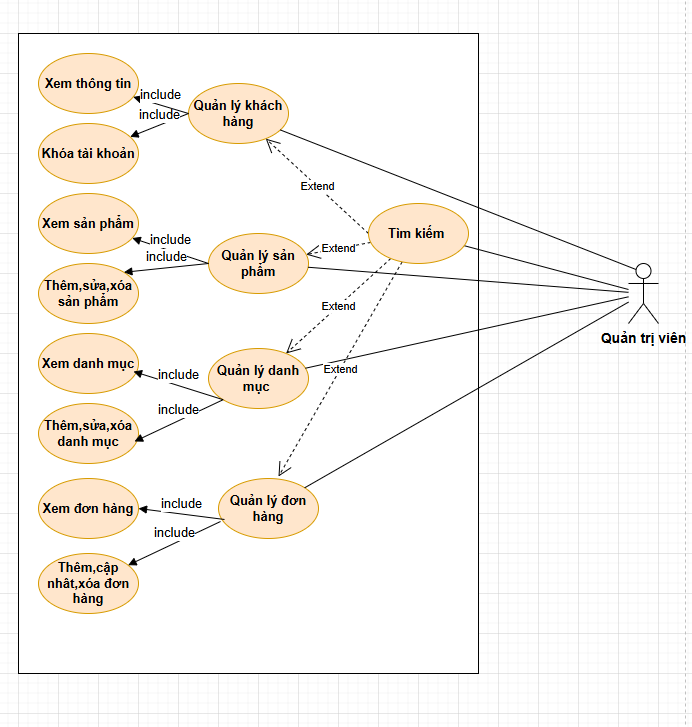 Xem thông tin
include
Quản lý khách
hàng
include
Khóa tài khoản
Extend
Xem sản phẩm
include
include
Quản lý sản
phẩm
Extend
Tìm kiếm
Thêm,sửa,xóa
sản phẩm
Extend
Quản trị viên
Xem danh mục
include
Quản lý danh
mục
Extend
include
Thêm,sửa,xóa
danh mục
Xem đơn hàng
include
Quản lý đơn
hàng
include
Thêm,cập
nhât,xóa đơn
hàng